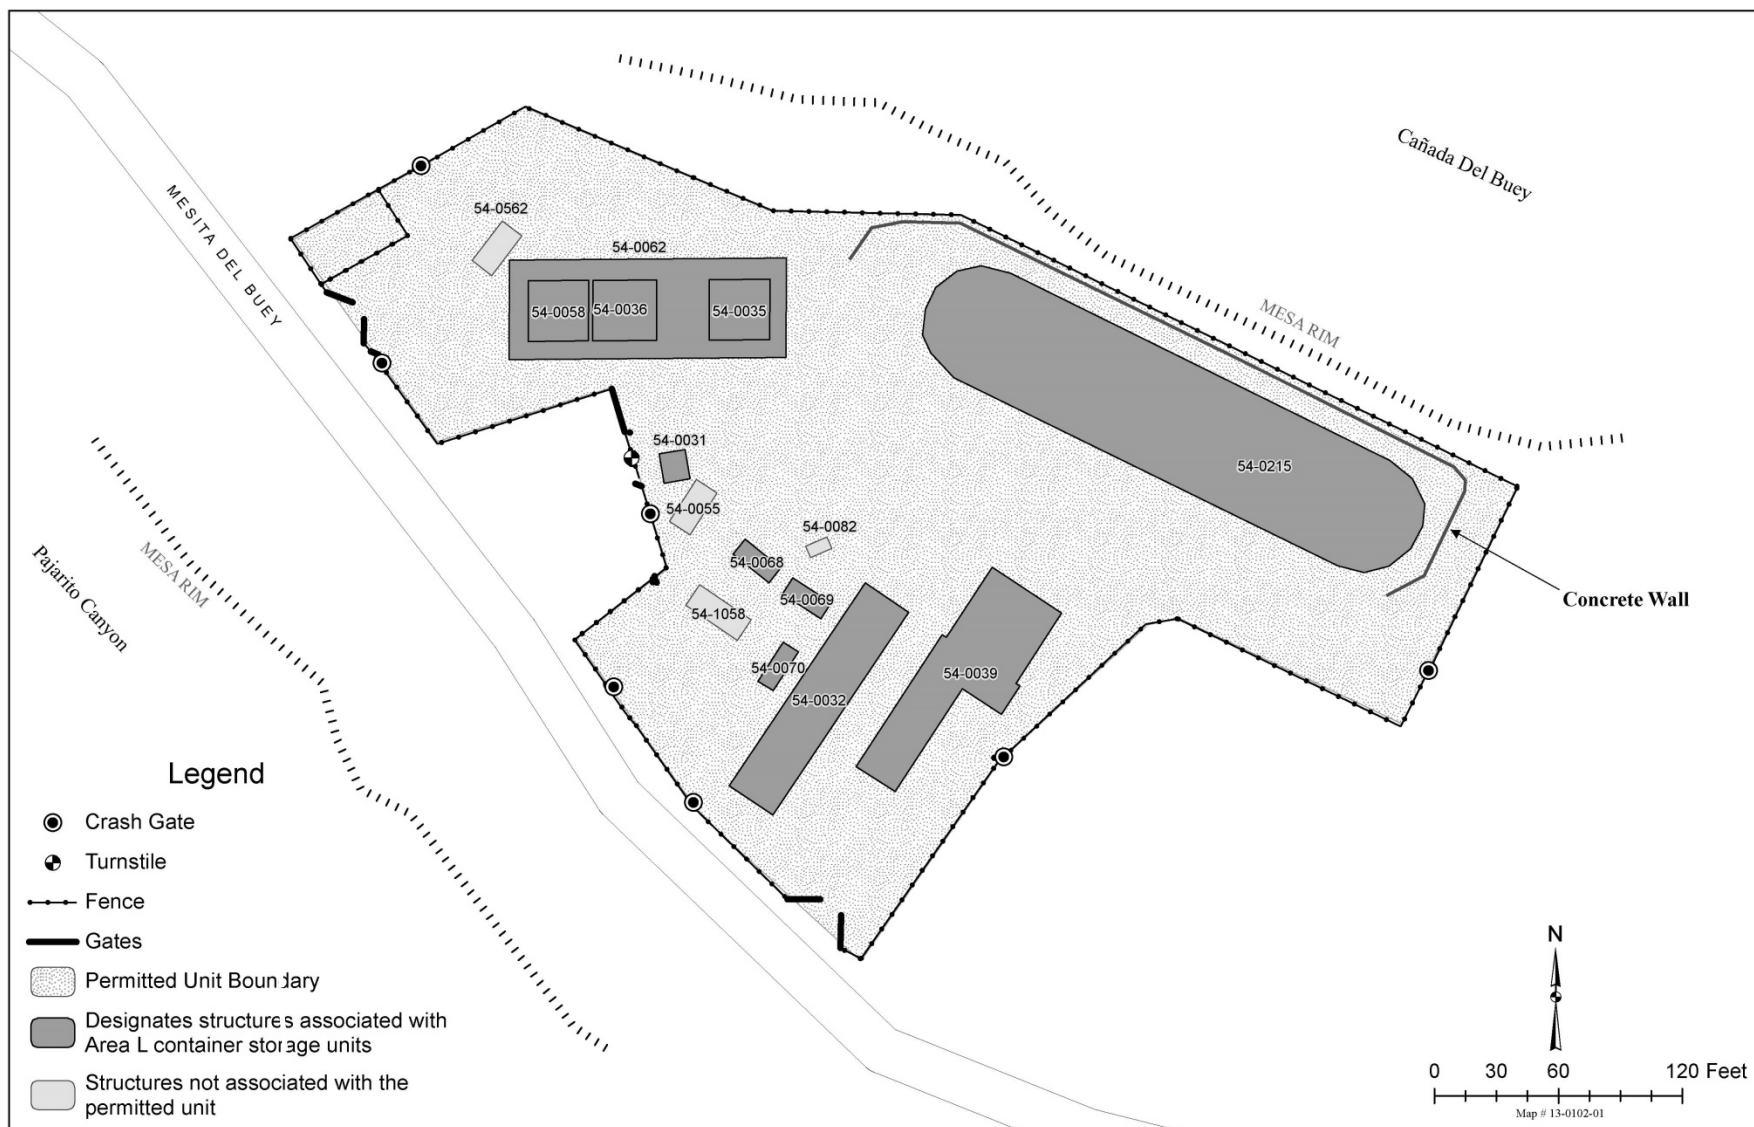 Cañada Del Buey
MESITA DEL BUEY
54-0562
54-0062
54-0058
54-0036
54-0035
MESA RIM
54-0031
54-0215
54-0055
54-0082
54-0068
Pajarito Canyon
MESA RIM
54-0069
54-1058
Concrete Wall
54-0070
54-0039
54-0032
Legend
Crash Gate
Turnstile
Fence
Gates
Permitted Unit Boundary
Designates structures associated with
Area L container storage units
Structures not associated with the
permitted unit
N
0 30 60 120 Feet
Map # 13-0102-01